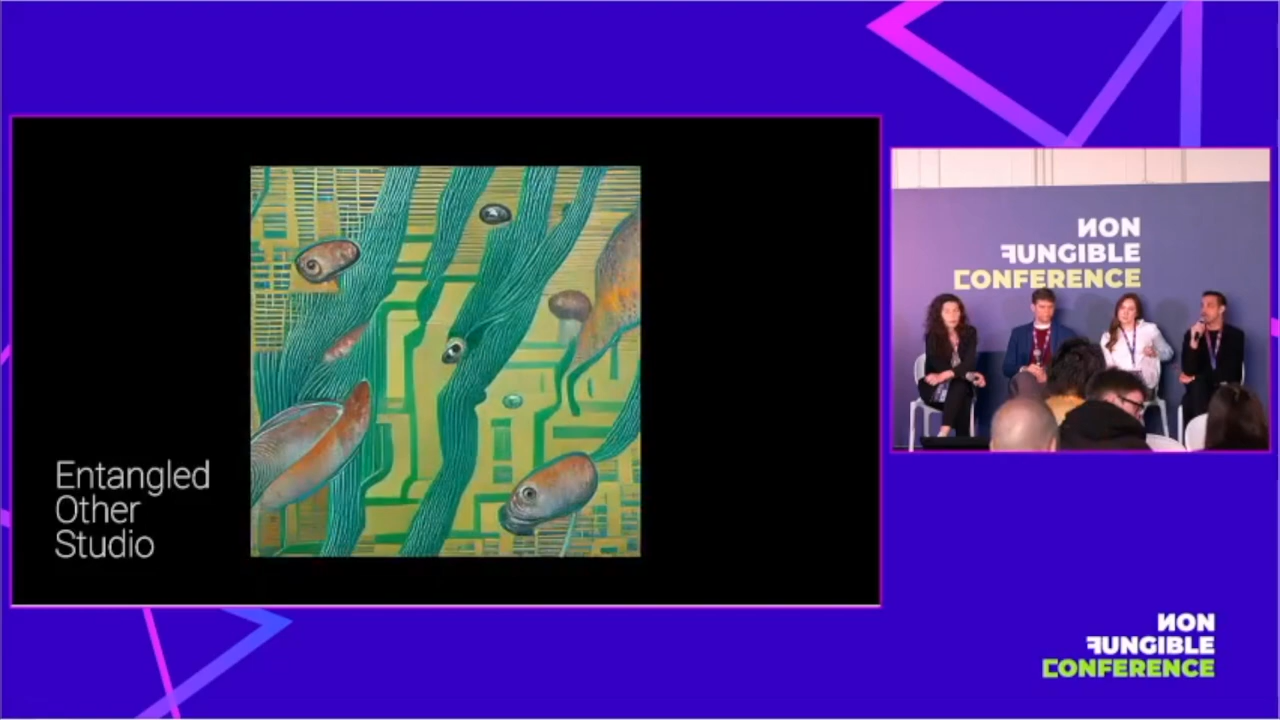 Entangled
Other
Studio
NON
FUNGIBLE
CONFERENCE
NON
FUNGIBLE
CONFERENCE